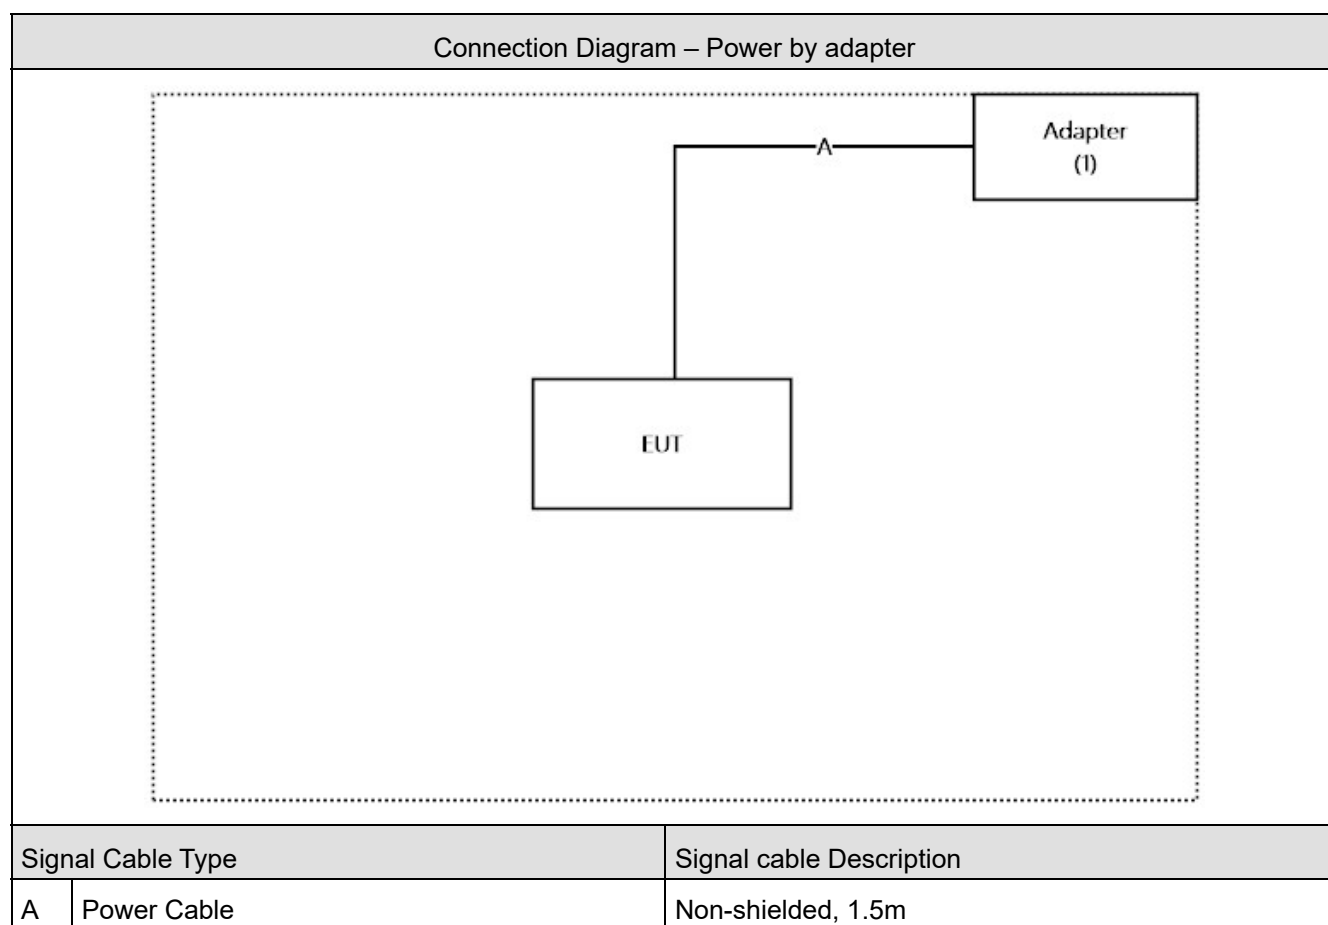 Connection Diagram – Power by adapter
Adapter
(1)
A
EUT
Signal Cable Type Signal cable Description
A Power Cable Non-shielded, 1.5m